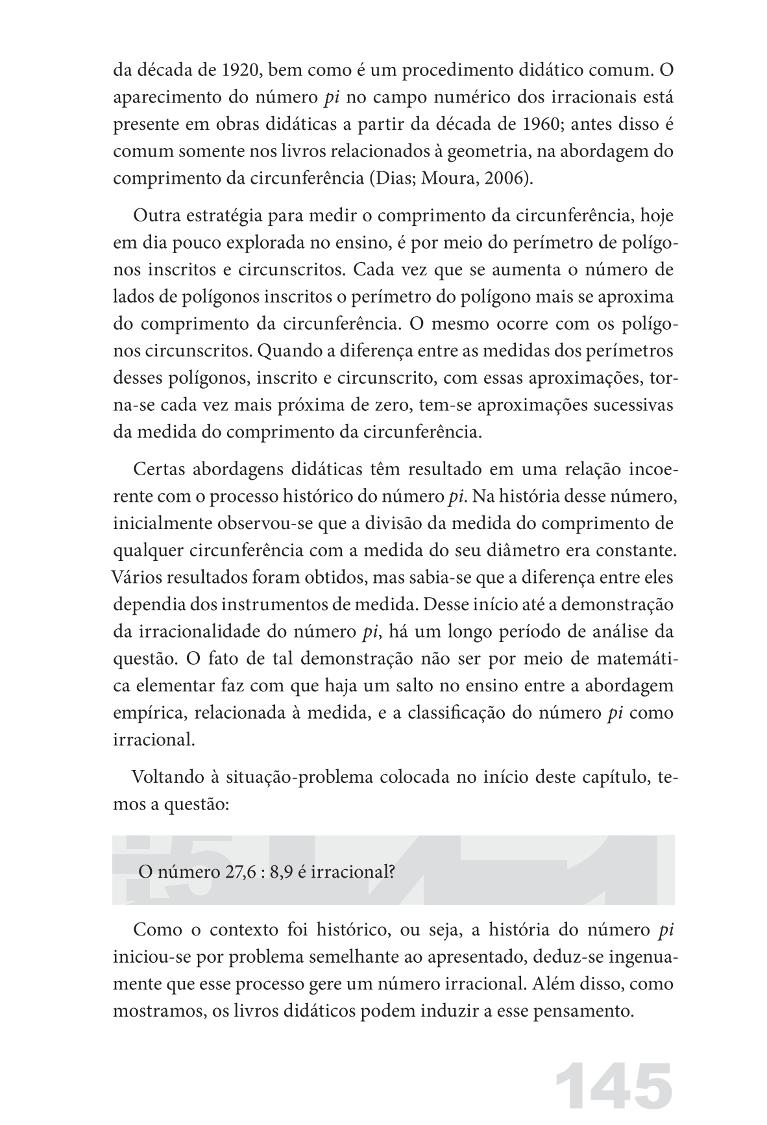 da década de 1920, bem como é um procedimento didático comum. O
aparecimento do número pi no campo numérico dos irracionais está
presente em obras didáticas a partir da década de 1960; antes disso é
comum somente nos livros relacionados à geometria, na abordagem do
comprimento da circunferência (Dias; Moura, 2006).
Outra estratégia para medir o comprimento da circunferência, hoje
em dia pouco explorada no ensino, é por meio do perímetro de polígo-
nos inscritos e circunscritos. Cada vez que se aumenta o número de
lados de polígonos inscritos o perímetro do polígono mais se aproxima
do comprimento da circunferência. O mesmo ocorre com os polígo-
nos circunscritos. Quando a diferença entre as medidas dos perímetros
desses polígonos, inscrito e circunscrito, com essas aproximações, tor-
na-se cada vez mais próxima de zero, tem-se aproximações sucessivas
da medida do comprimento da circunferência.
Certas abordagens didáticas têm resultado em uma relação incoe-
rente com o processo histórico do número pi. Na história desse número,
inicialmente observou-se que a divisão da medida do comprimento de
qualquer circunferência com a medida do seu diâmetro era constante.
Vários resultados foram obtidos, mas sabia-se que a diferença entre eles
dependia dos instrumentos de medida. Desse início até a demonstração
da irracionalidade do número pi, há um longo período de análise da
questão. O fato de tal demonstração não ser por meio de matemáti-
ca elementar faz com que haja um salto no ensino entre a abordagem
empírica, relacionada à medida, e a classificação do número pi como
irracional.
Voltando à situação-problema colocada no início deste capítulo, te-
mos a questão:
O número 27,6 : 8,9 é irracional?
Como o contexto foi histórico, ou seja, a história do número pi
iniciou-se por problema semelhante ao apresentado, deduz-se ingenua-
mente que esse processo gere um número irracional. Além disso, como
mostramos, os livros didáticos podem induzir a esse pensamento.
145